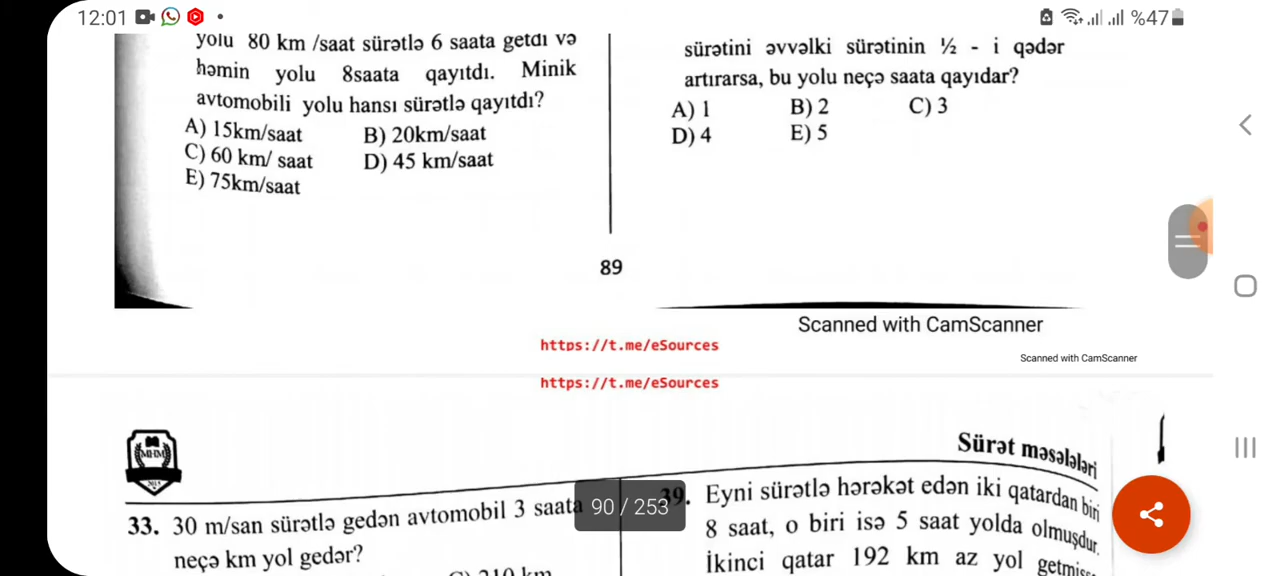 12:01
%47
yolu 80 km /saat sürətlə 6 saata getdi və
həmin yolu 8saata qayıtdı. Minik
avtomobili yolu hansı sürətlə qayıtdı?
A) 15km/saat B) 20km/saat
C) 60 km/ saat D) 45 km/saat
E) 75km/saat
sürətini əvvəlki sürətinin ½ - i qədər
artırarsa, bu yolu neçə saata qayıdar?
A) 1 B) 2 C) 3
D) 4 E) 5
89
Scanned with CamScanner
https://t.me/eSources
Scanned with CamScanner
https://t.me/eSources
MHM
Sürət məsələləri
33. 30 m/san sürətlə gedən avtomobil 3 saata
neçə km yol gedər?
90 / 253
39. Eyni sürətlə hərəkət edən iki qatardan biri
8 saat, o biri isə 5 saat yolda olmuşdur.
İkinci qatar 192 km az yol